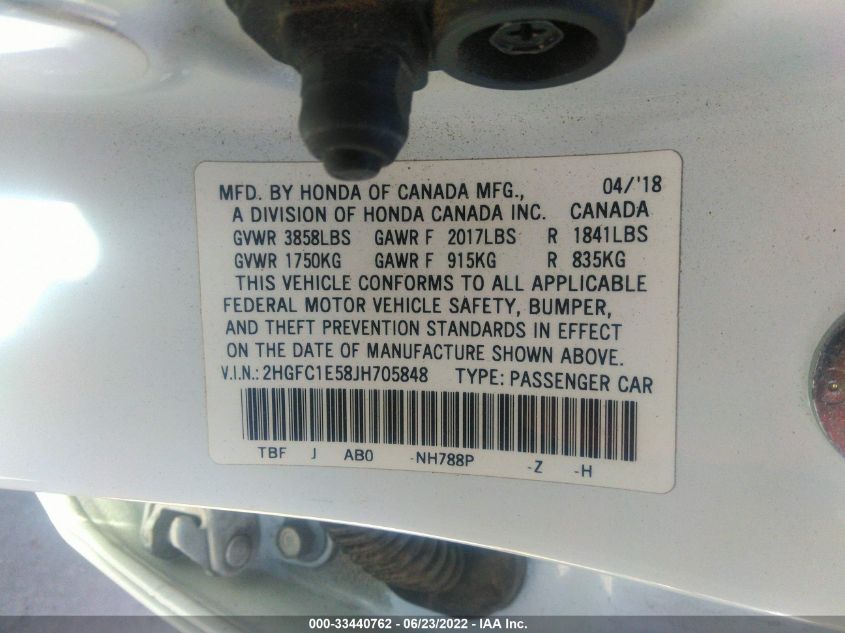 MFD. BY HONDA OF CANADA MFG., 04/'18
A DIVISION OF HONDA CANADA INC. CANADA
GVWR 3858LBS GAWR F 2017LBS R 1841LBS
GVWR 1750KG GAWR F 915KG R 835KG
THIS VEHICLE CONFORMS TO ALL APPLICABLE
FEDERAL MOTOR VEHICLE SAFETY, BUMPER,
AND THEFT PREVENTION STANDARDS IN EFFECT
ON THE DATE OF MANUFACTURE SHOWN ABOVE.
V.I.N.: 2HGFC1E58JH705848 TYPE: PASSENGER CAR
TBF J AB0 -NH788P -Z -H
000-33440762 - 06/23/2022 - IAA Inc.